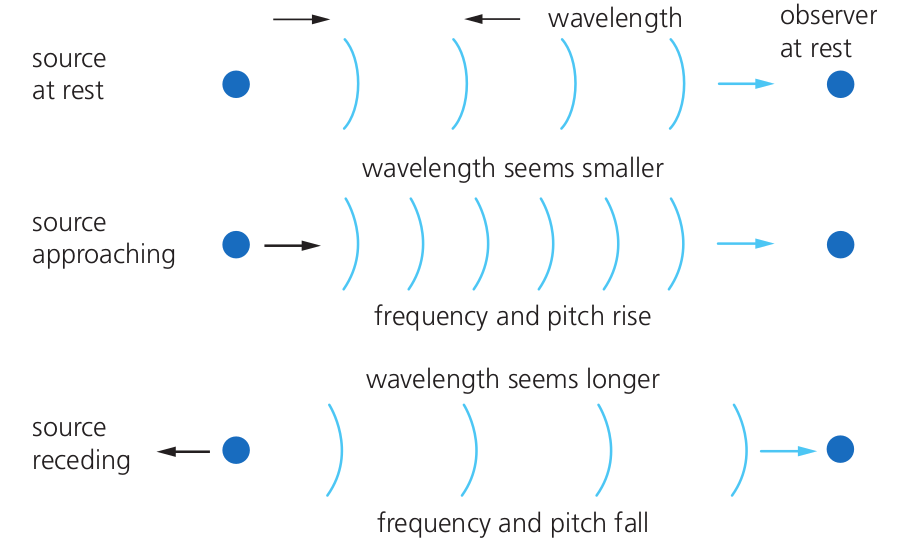 wavelength
observer
at rest
source
at rest
wavelength seems smaller
source
approaching
frequency and pitch rise
wavelength seems longer
source
receding
frequency and pitch fall